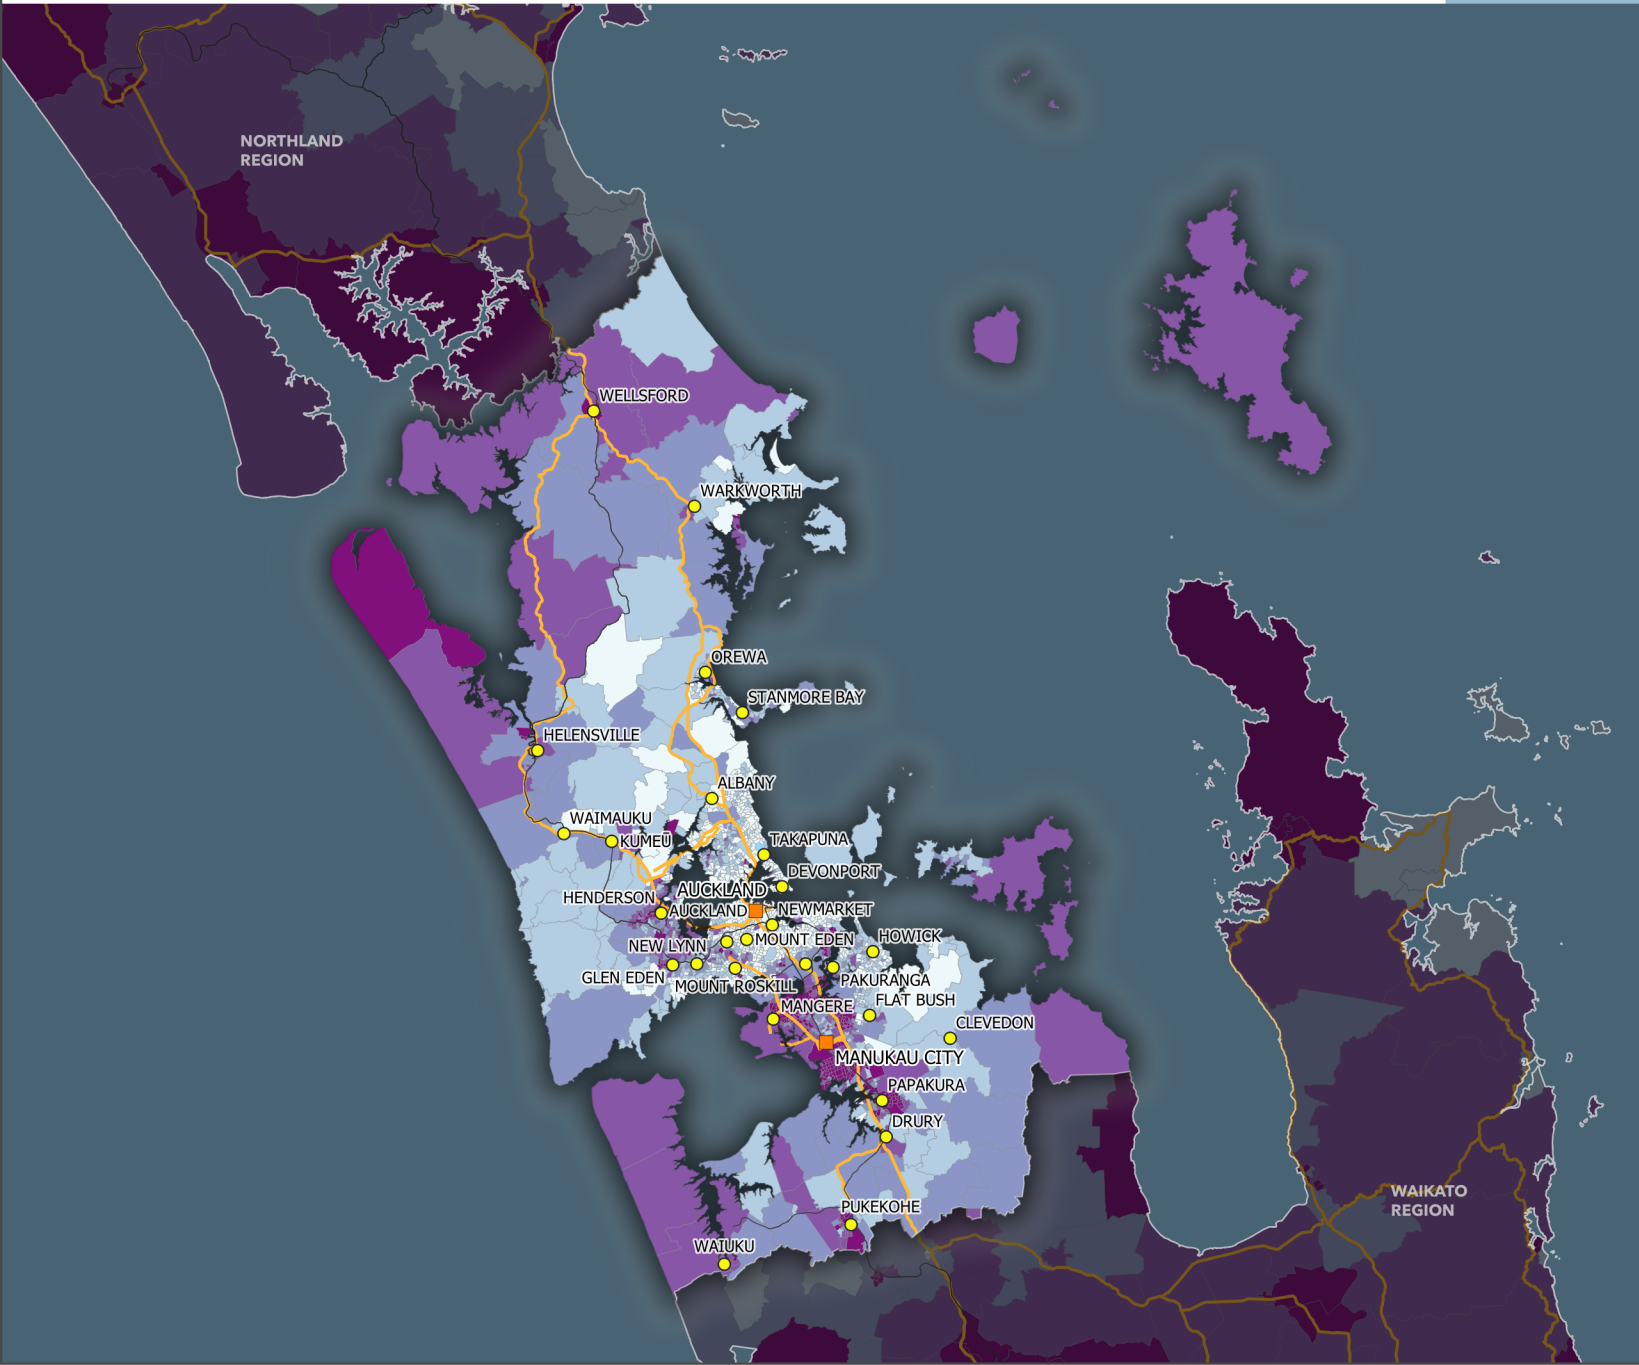 NORTHLAND
REGION
WELLSFORD
WARKWORTH
OREWA
STANMORE BAY
HELENSVILLE
ALBANY
WAIMAUKU
KUMEŪ
TAKAPUNA
DEVONPORT
AUCKLAND
HENDERSON
AUCKLAND
NEWMARKET
NEW LYNN
MOUNT EDEN
HOWICK
GLEN EDEN
MOUNT ROSKILL
PAKURANGA
FLAT BUSH
MANGERE
CLEVEDON
MANUKAU CITY
PAPAKURA
DRURY
PUKEKOHE
WAIUKU
WAIKATO
REGION